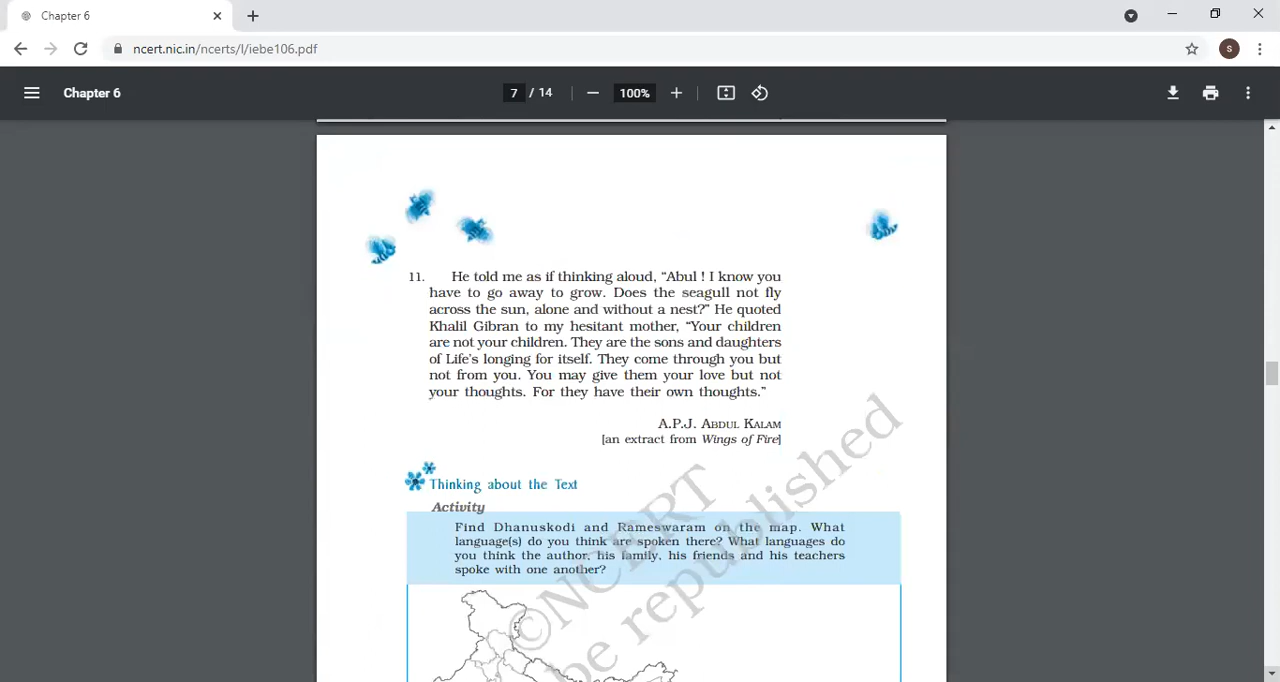 Chapter 6
ncert.nic.in/ncerts/l/iebe106.pdf
S
Chapter 6
7 / 14
100%
11. He told me as if thinking aloud, “Abul ! I know you
have to go away to grow. Does the seagull not fly
across the sun, alone and without a nest?” He quoted
Khalil Gibran to my hesitant mother, “Your children
are not your children. They are the sons and daughters
of Life’s longing for itself. They come through you but
not from you. You may give them your love but not
your thoughts. For they have their own thoughts.”
A.P.J. ABDUL KALAM
[an extract from Wings of Fire]
Thinking about the Text
Activity
Find Dhanuskodi and Rameswaram on the map. What
language(s) do you think are spoken there? What languages do
you think the author, his family, his friends and his teachers
spoke with one another?
©NCERT
be republished